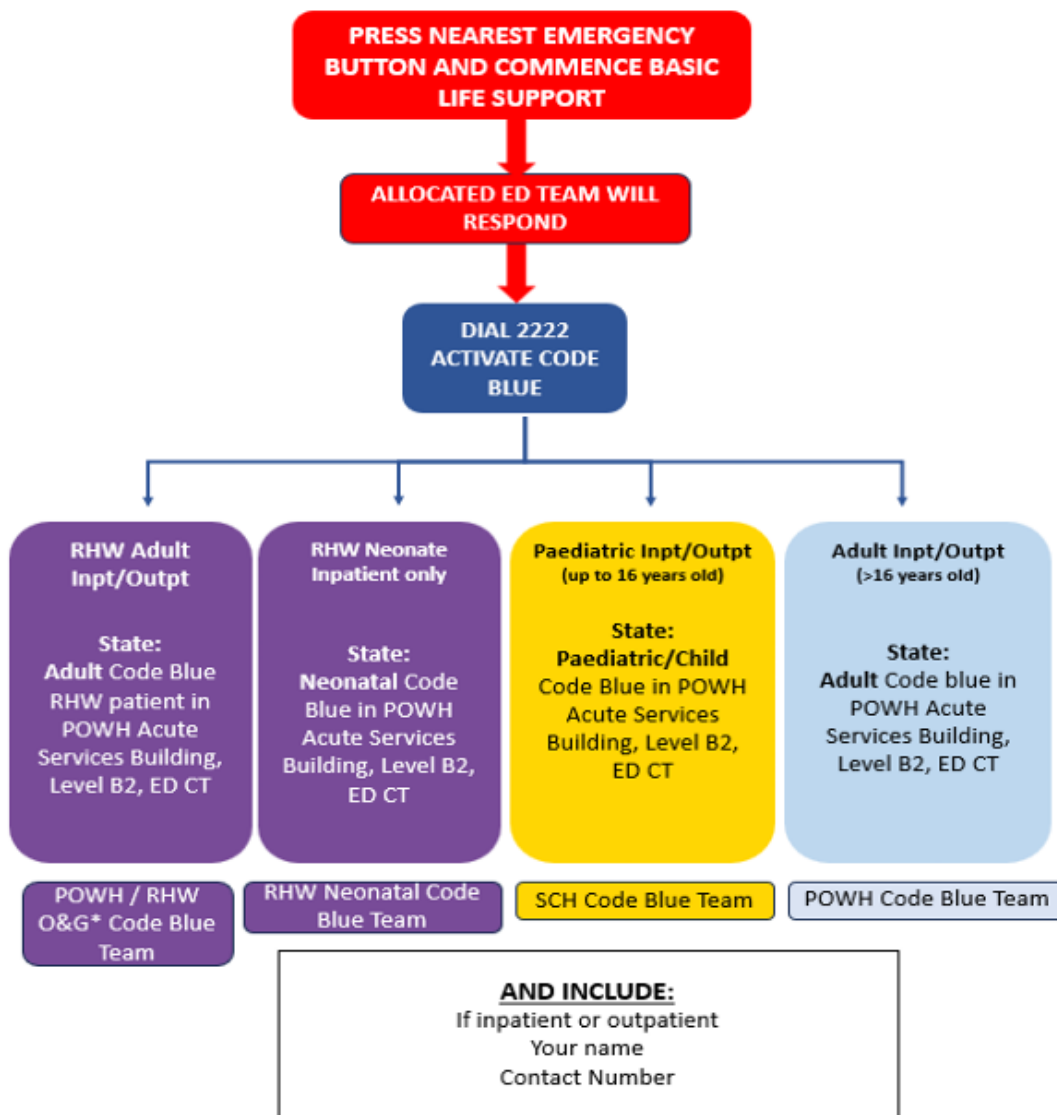 PRESS NEAREST EMERGENCY
BUTTON AND COMMENCE BASIC
LIFE SUPPORT
ALLOCATED ED TEAM WILL
RESPOND
DIAL 2222
ACTIVATE CODE
BLUE
RHW Adult
Inpt/Outpt
State:
Adult Code Blue
RHW patient in
POWH Acute
Services Building,
Level B2, ED CT
POWH / RHW
O&G* Code Blue
Team
RHW Neonate
Inpatient only
State:
Neonatal Code
Blue in POWH
Acute Services
Building, Level B2,
ED CT
RHW Neonatal Code
Blue Team
Paediatric Inpt/Outpt
(up to 16 years old)
State:
Paediatric/Child
Code Blue in POWH
Acute Services
Building, Level B2,
ED CT
SCH Code Blue Team
Adult Inpt/Outpt
(>16 years old)
State:
Adult Code blue in
POWH Acute
Services Building,
Level B2, ED CT
POWH Code Blue Team
AND INCLUDE:
If inpatient or outpatient
Your name
Contact Number